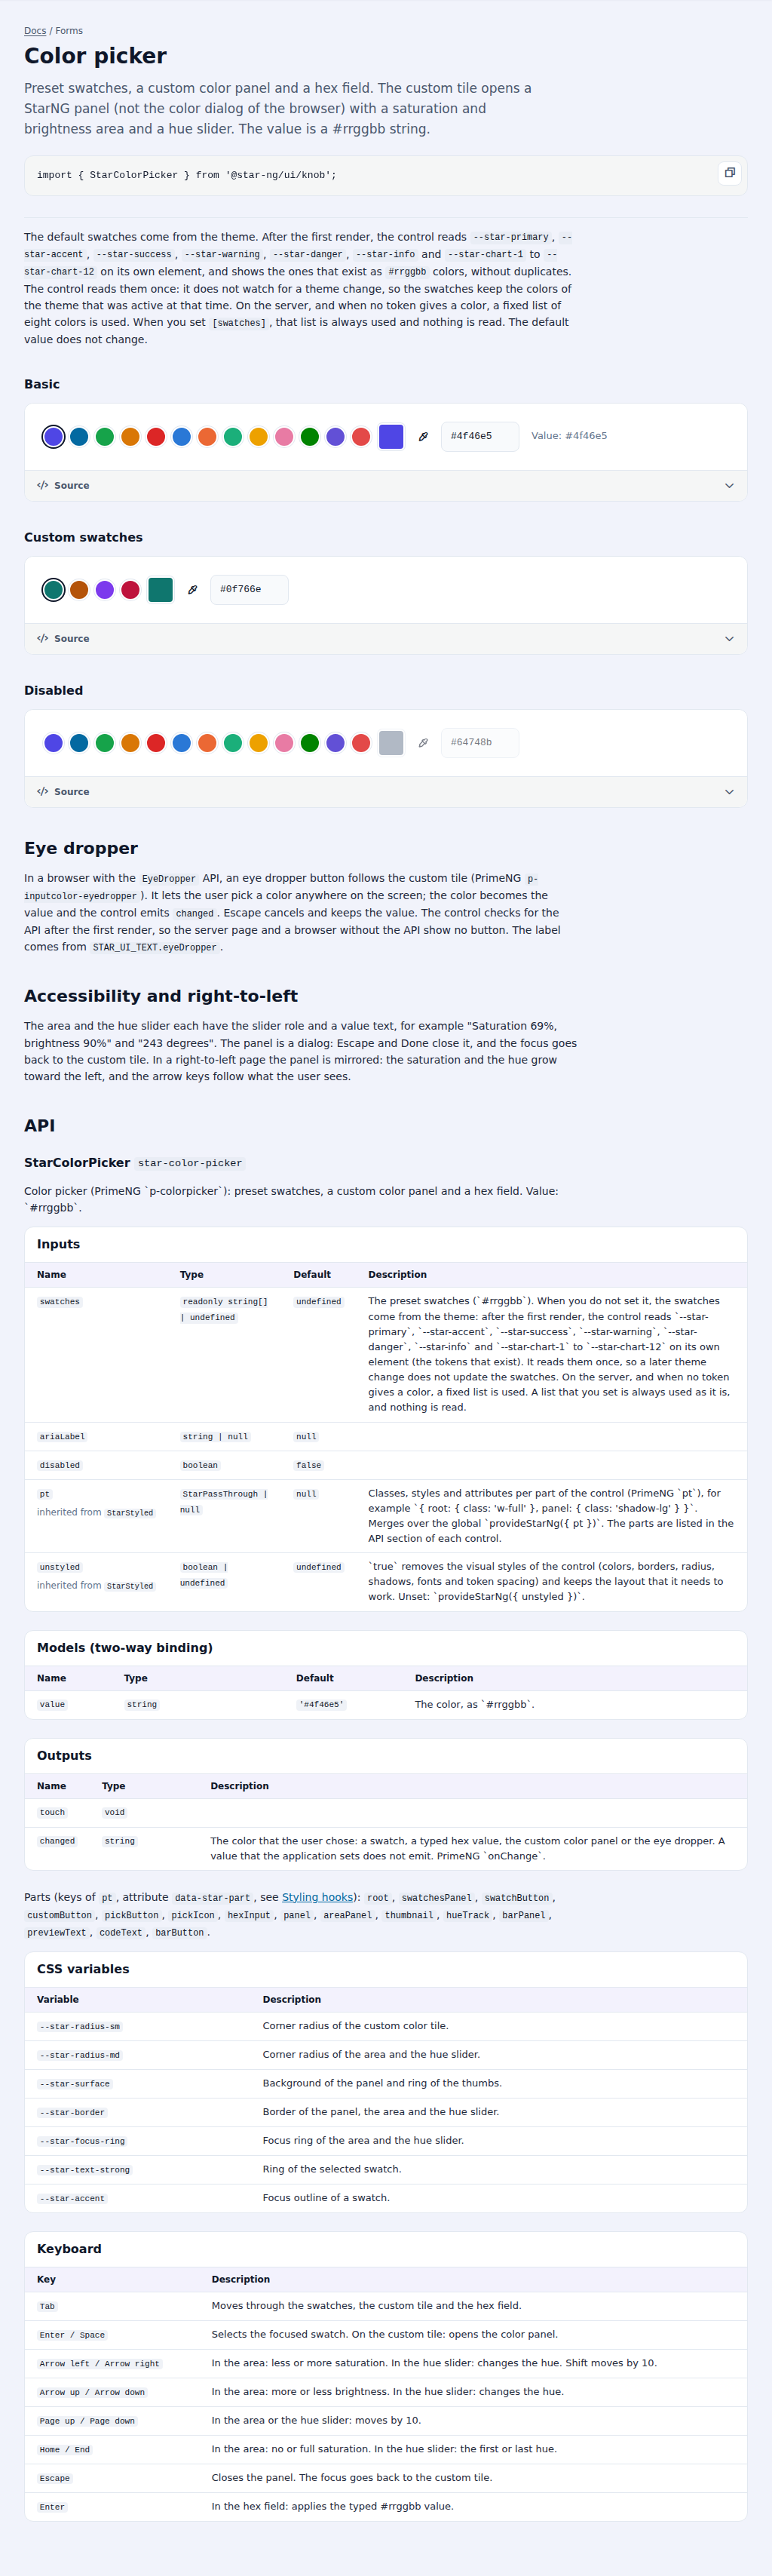 Docs / Forms
Color picker
Preset swatches, a custom color panel and a hex field. The custom tile opens a
StarNG panel (not the color dialog of the browser) with a saturation and
brightness area and a hue slider. The value is a #rrggbb string.
import { StarColorPicker } from '@star-ng/ui/knob';
The default swatches come from the theme. After the first render, the control reads --star-primary, --
star-accent, --star-success, --star-warning, --star-danger, --star-info and --star-chart-1 to --
star-chart-12 on its own element, and shows the ones that exist as #rrggbb colors, without duplicates.
The control reads them once: it does not watch for a theme change, so the swatches keep the colors of
the theme that was active at that time. On the server, and when no token gives a color, a fixed list of
eight colors is used. When you set [swatches], that list is always used and nothing is read. The default
value does not change.
Basic
#4f46e5 Value: #4f46e5
</> Source
Custom swatches
#0f766e
</> Source
Disabled
#64748b
</> Source
Eye dropper
In a browser with the EyeDropper API, an eye dropper button follows the custom tile (PrimeNG p-
inputcolor-eyedropper). It lets the user pick a color anywhere on the screen; the color becomes the
value and the control emits changed. Escape cancels and keeps the value. The control checks for the
API after the first render, so the server page and a browser without the API show no button. The label
comes from STAR_UI_TEXT.eyeDropper.
Accessibility and right-to-left
The area and the hue slider each have the slider role and a value text, for example "Saturation 69%,
brightness 90%" and "243 degrees". The panel is a dialog: Escape and Done close it, and the focus goes
back to the custom tile. In a right-to-left page the panel is mirrored: the saturation and the hue grow
toward the left, and the arrow keys follow what the user sees.
API
StarColorPicker star-color-picker
Color picker (PrimeNG `p-colorpicker`): preset swatches, a custom color panel and a hex field. Value:
`#rrggbb`.
Inputs
Name Type Default Description
swatches readonly string[] undefined The preset swatches (`#rrggbb`). When you do not set it, the swatches
| undefined come from the theme: after the first render, the control reads `--star-
primary`, `--star-accent`, `--star-success`, `--star-warning`, `--star-
danger`, `--star-info` and `--star-chart-1` to `--star-chart-12` on its own
element (the tokens that exist). It reads them once, so a later theme
change does not update the swatches. On the server, and when no token
gives a color, a fixed list is used. A list that you set is always used as it is,
and nothing is read.
ariaLabel string | null null
disabled boolean false
pt StarPassThrough | null Classes, styles and attributes per part of the control (PrimeNG `pt`), for
inherited from StarStyled null example `{ root: { class: 'w-full' }, panel: { class: 'shadow-lg' } }`.
Merges over the global `provideStarNg({ pt })`. The parts are listed in the
API section of each control.
unstyled boolean | undefined `true` removes the visual styles of the control (colors, borders, radius,
inherited from StarStyled undefined shadows, fonts and token spacing) and keeps the layout that it needs to
work. Unset: `provideStarNg({ unstyled })`.
Models (two-way binding)
Name Type Default Description
value string '#4f46e5' The color, as `#rrggbb`.
Outputs
Name Type Description
touch void
changed string The color that the user chose: a swatch, a typed hex value, the custom color panel or the eye dropper. A
value that the application sets does not emit. PrimeNG `onChange`.
Parts (keys of pt, attribute data-star-part, see Styling hooks): root, swatchesPanel, swatchButton,
customButton, pickButton, pickIcon, hexInput, panel, areaPanel, thumbnail, hueTrack, barPanel,
previewText, codeText, barButton.
CSS variables
Variable Description
--star-radius-sm Corner radius of the custom color tile.
--star-radius-md Corner radius of the area and the hue slider.
--star-surface Background of the panel and ring of the thumbs.
--star-border Border of the panel, the area and the hue slider.
--star-focus-ring Focus ring of the area and the hue slider.
--star-text-strong Ring of the selected swatch.
--star-accent Focus outline of a swatch.
Keyboard
Key Description
Tab Moves through the swatches, the custom tile and the hex field.
Enter / Space Selects the focused swatch. On the custom tile: opens the color panel.
Arrow left / Arrow right In the area: less or more saturation. In the hue slider: changes the hue. Shift moves by 10.
Arrow up / Arrow down In the area: more or less brightness. In the hue slider: changes the hue.
Page up / Page down In the area or the hue slider: moves by 10.
Home / End In the area: no or full saturation. In the hue slider: the first or last hue.
Escape Closes the panel. The focus goes back to the custom tile.
Enter In the hex field: applies the typed #rrggbb value.